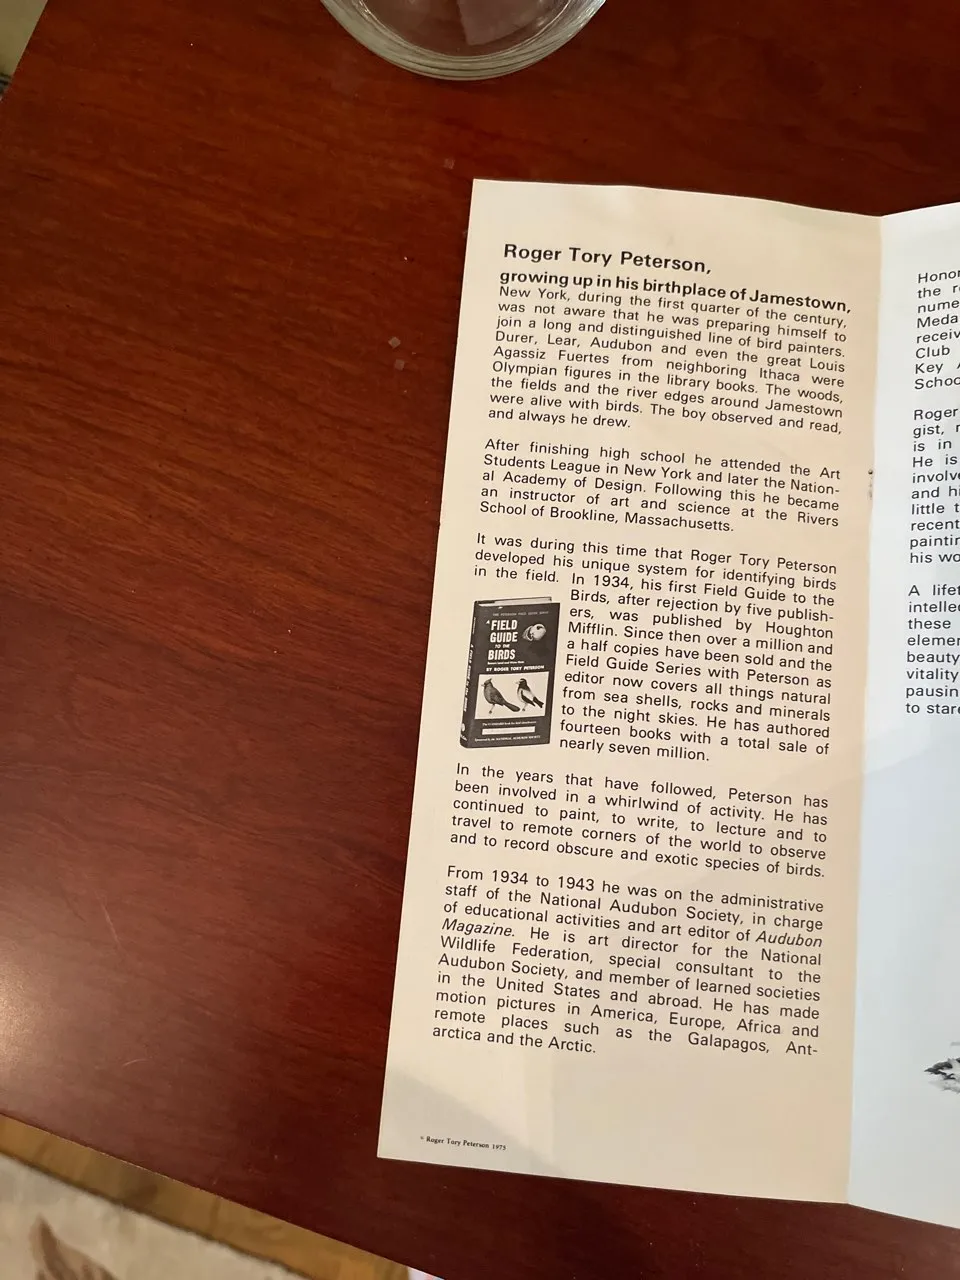 Roger Tory Peterson,
growing up in his birthplace of Jamestown,
New York, during the first quarter of the century,
was not aware that he was preparing himself to
join a long and distinguished line of bird painters.
Durer, Lear, Audubon and even the great Louis
Agassiz Fuertes from neighboring Ithaca were
Olympian figures in the library books. The woods,
the fields and the river edges around Jamestown
were alive with birds. The boy observed and read,
and always he drew.
After finishing high school he attended the Art
Students League in New York and later the Nation-
al Academy of Design. Following this he became
an instructor of art and science at the Rivers
School of Brookline, Massachusetts.
It was during this time that Roger Tory Peterson
developed his unique system for identifying birds
in the field. In 1934, his first Field Guide to the
Birds, after rejection by five publish-
ers, was published by Houghton
Mifflin. Since then over a million and
a half copies have been sold and the
Field Guide Series with Peterson as
editor now covers all things natural
from sea shells, rocks and minerals
to the night skies. He has authored
fourteen books with a total sale of
nearly seven million.
A FIELD
GUIDE
TO THE
BIRDS
BY ROGER TORY PETERSON
In the years that have followed, Peterson has
been involved in a whirlwind of activity. He has
continued to paint, to write, to lecture and to
travel to remote corners of the world to observe
and to record obscure and exotic species of birds.
From 1934 to 1943 he was on the administrative
staff of the National Audubon Society, in charge
of educational activities and art editor of Audubon
Magazine. He is art director for the National
Wildlife Federation, special consultant to the
Audubon Society, and member of learned societies
in the United States and abroad. He has made
motion pictures in America, Europe, Africa and
remote places such as the Galapagos, Ant-
arctica and the Arctic.
© Roger Tory Peterson 1975
Honor
the r
nume
Meda
receiv
Club
Key A
Schoo
Roger
gist, r
is in
He is
involv
and hi
little t
recent
paintin
his wo
A lifet
intelle
these
elemer
beauty
vitality
pausin
to stare